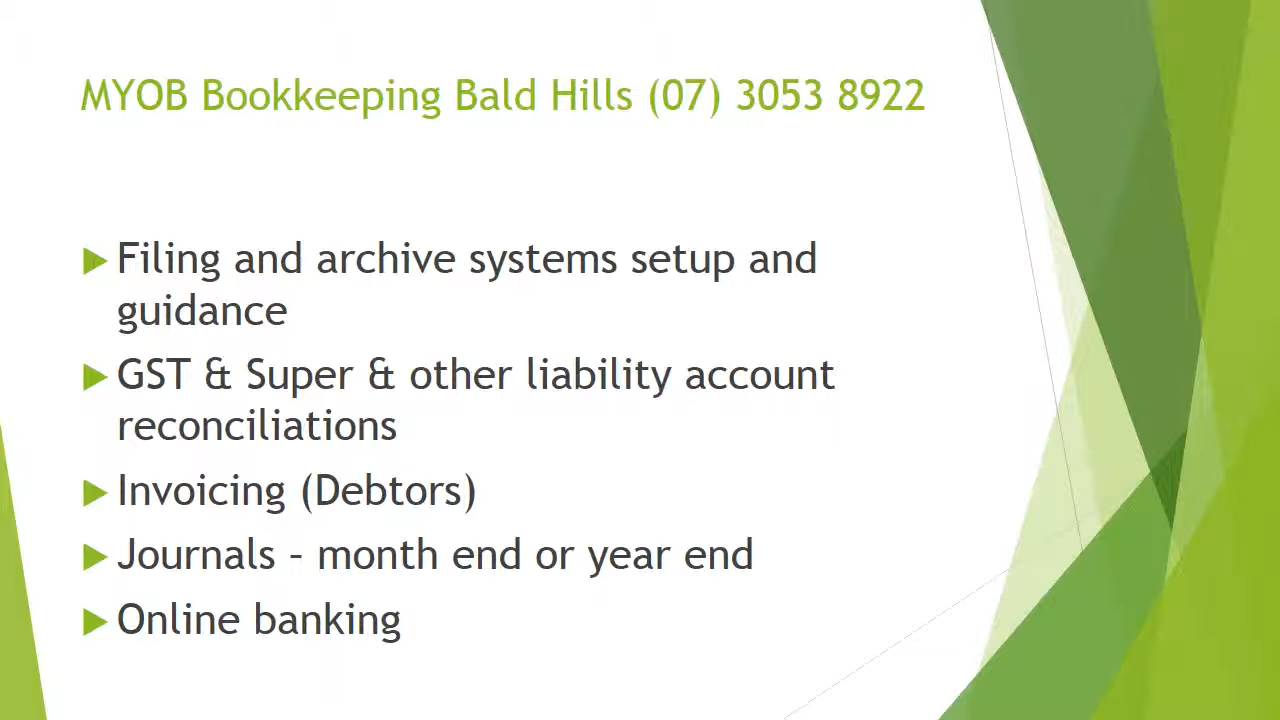 MYOB Bookkeeping Bald Hills (07) 3053 8922
Filing and archive systems setup and
guidance
GST & Super & other liability account
reconciliations
Invoicing (Debtors)
Journals – month end or year end
Online banking